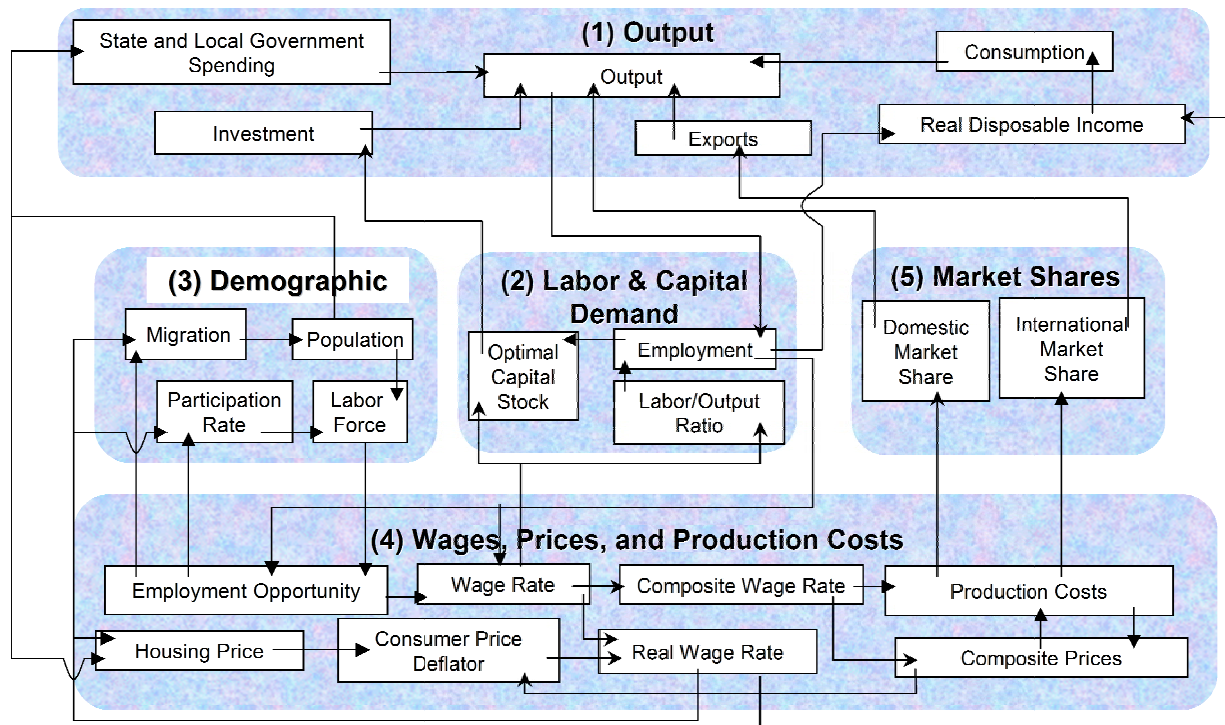 (1) Output
State and Local Government
Spending
Output
Consumption
Investment
Exports
Real Disposable Income
(3) Demographic
Migration
Population
Participation
Rate
Labor
Force
(2) Labor & Capital
Demand
Optimal
Capital
Stock
Employment
Labor/Output
Ratio
(5) Market Shares
Domestic
Market
Share
International
Market
Share
(4) Wages, Prices, and Production Costs
Employment Opportunity
Wage Rate
Composite Wage Rate
Production Costs
Housing Price
Consumer Price
Deflator
Real Wage Rate
Composite Prices